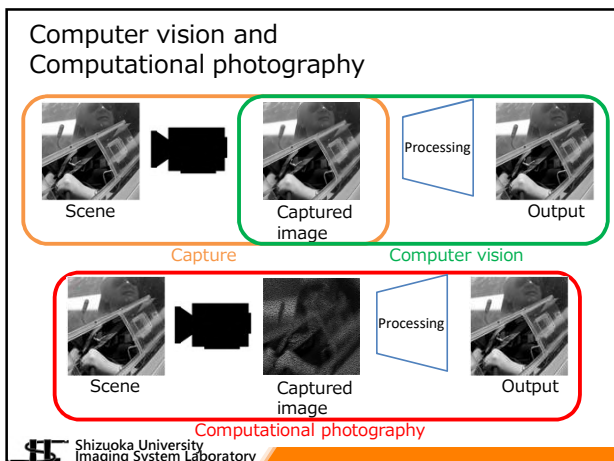 Computer vision and
Computational photography
Processing
Scene
Captured
image
Output
Capture
Computer vision
Processing
Scene
Captured
image
Output
Computational photography
Shizuoka University
Imaging System Laboratory